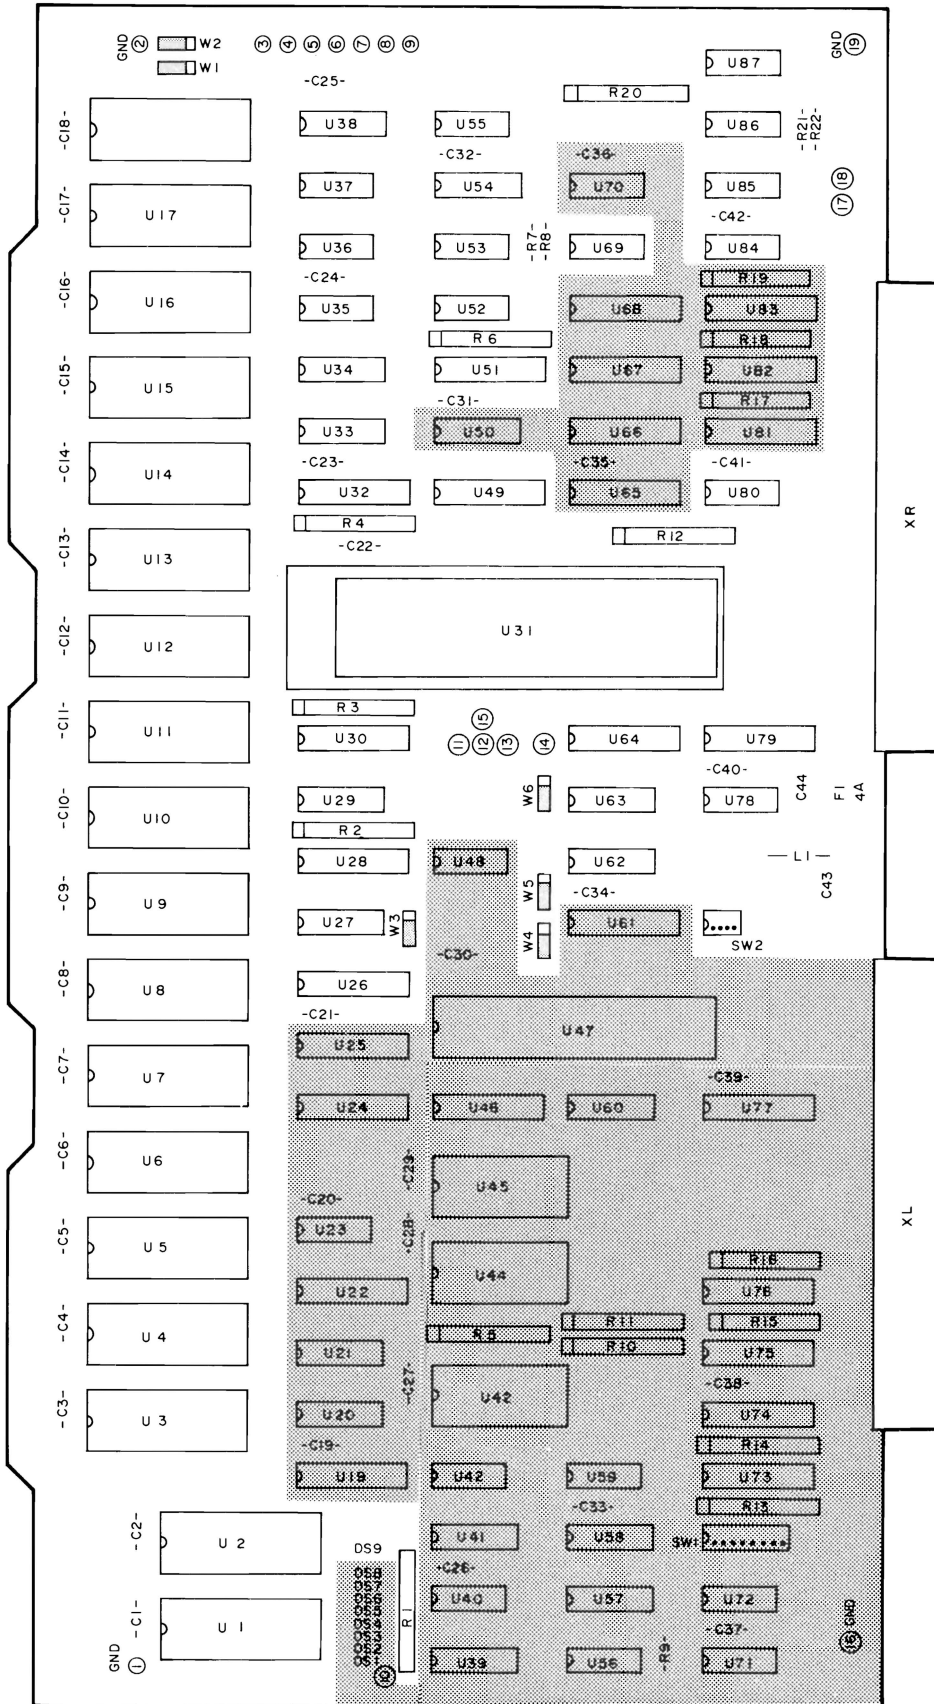 GND
②
W2
W1
③ ④ ⑤ ⑥ ⑦ ⑧ ⑨
GND
⑲
-C25-
U87
R20
-C18-
U38
U55
U86
-R21-
-R22-
-C32-
-C36-
-C17-
U17
U37
U54
U70
U85
⑰ ⑱
-C42-
U36
U53
-R7-
-R8-
U69
U84
-C16-
-C24-
R19
U16
U35
U52
U68
U83
R6
R18
-C15-
U15
U34
U51
U67
U82
-C31-
R17
U33
U50
U66
U81
-C14-
-C23-
-C35-
-C41-
U14
U32
U49
U65
U80
R4
XR
R12
-C13-
-C22-
U13
-C12-
U12
U31
-C11-
R3
⑮
U11
U30
⑪ ⑫ ⑬ ⑭
U64
U79
-C40-
-C10-
U10
U29
W6
U63
U78
C44
F1
4A
R2
U28
U48
U62
— L1 —
-C9-
U9
W5
-C34-
C43
U27
W3
W4
U61
SW2
-C8-
-C30-
U8
U26
-C21-
U47
U25
-C7-
U7
-C39-
U24
U46
U60
U77
-C6-
U6
-C29-
U45
-C20-
-C5-
U5
U23
-C28-
XL
U44
R16
-C4-
U22
U76
U4
R11
R15
R5
R10
U21
U75
-C3-
-C27-
-C38-
U3
U20
U42
U74
-C19-
R14
U19
U42
U59
U73
-C33-
R13
-C2-
U2
DS9
U41
U58
SW1
-C26-
DS8
DS7
DS6
DS5
DS4
DS3
DS2
DS1
R1
U40
U57
U72
-C1-
U1
-C37-
⑯ GND
GND
①
⑩
U39
U56
-R9-
U71